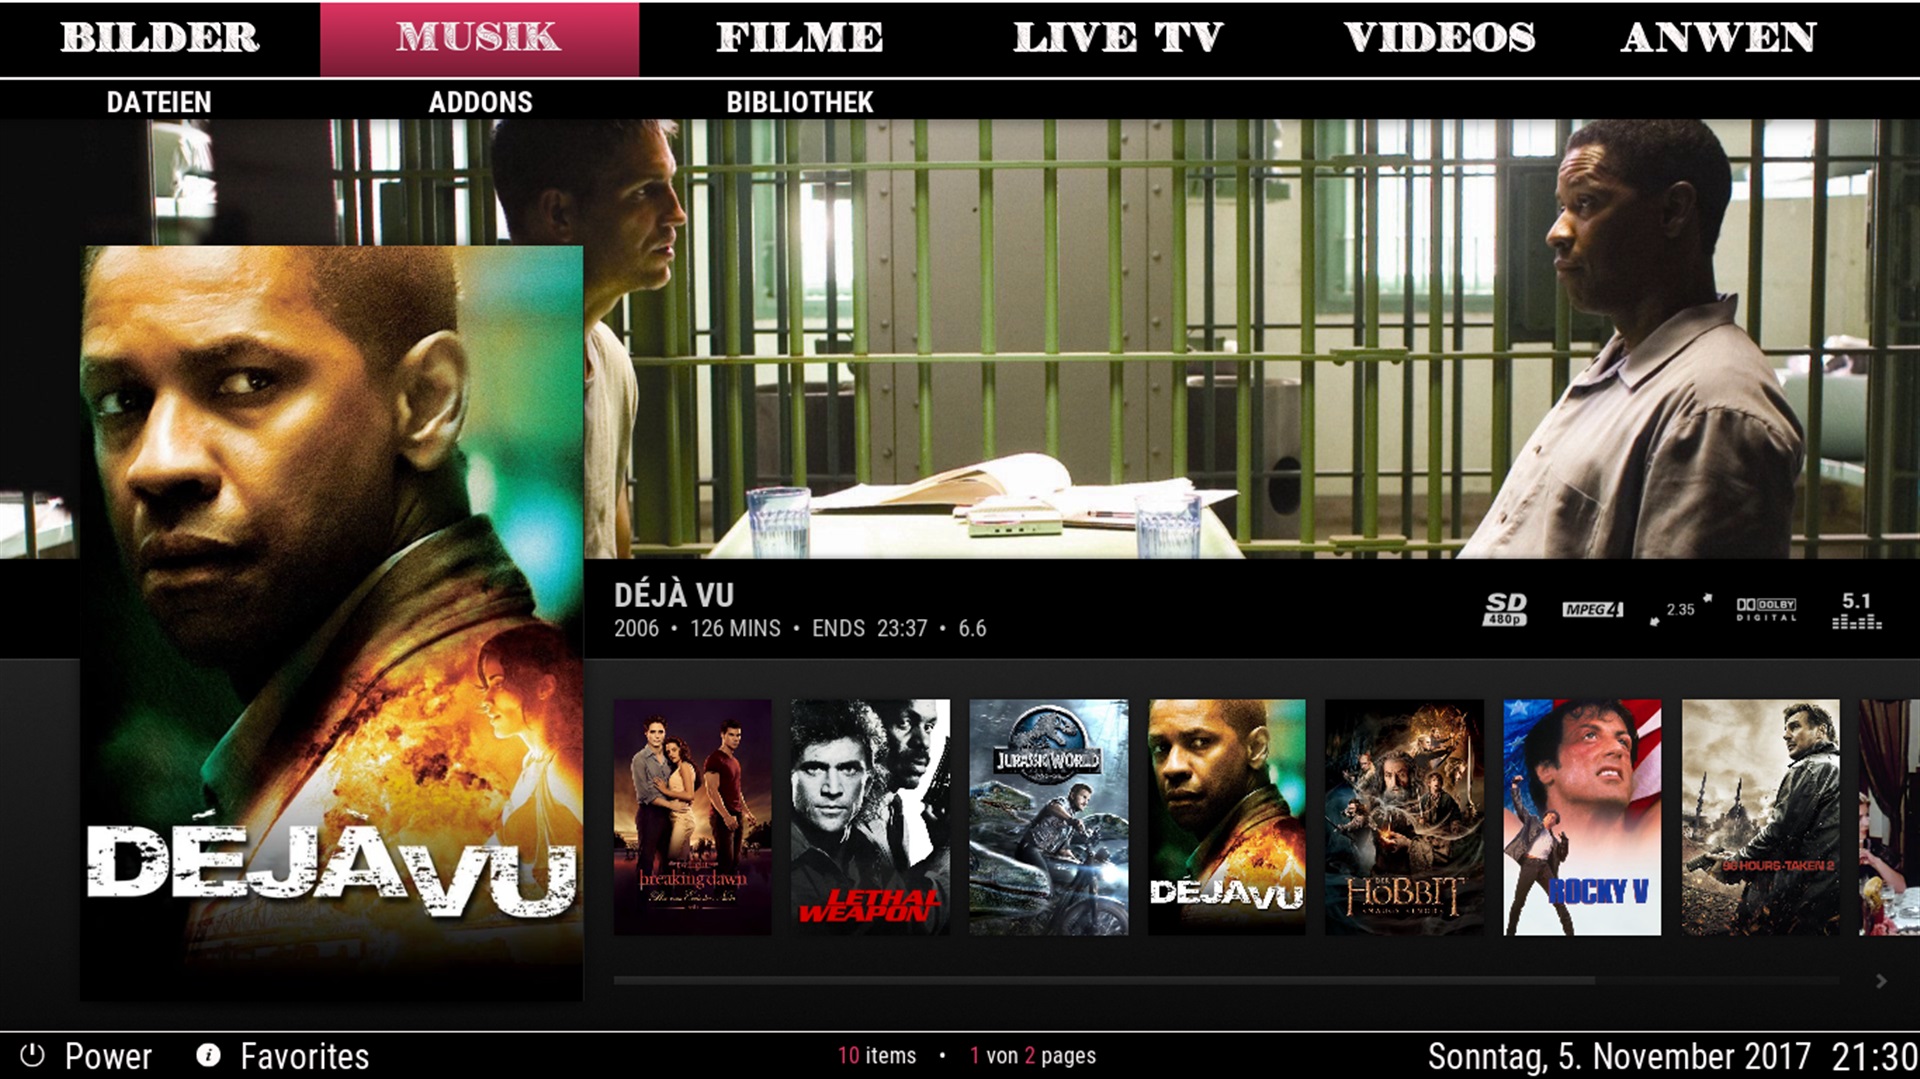 BILDER MUSIK FILME LIVE TV VIDEOS ANWEN
DATEIEN ADDONS BIBLIOTHEK
DÉJÀ VU
DÉJÀ VU
2006 • 126 MINS • ENDS 23:37 • 6.6
SD 480p MPEG4 2.35 DOLBY DIGITAL 5.1
breaking dawn
LETHAL WEAPON
JURASSIC WORLD
DÉJÀ VU
DER HOBBIT
SMAUGS EINÖDE
ROCKY V
96 HOURS-TAKEN 2
Power Favorites 10 items • 1 von 2 pages Sonntag, 5. November 2017 21:30